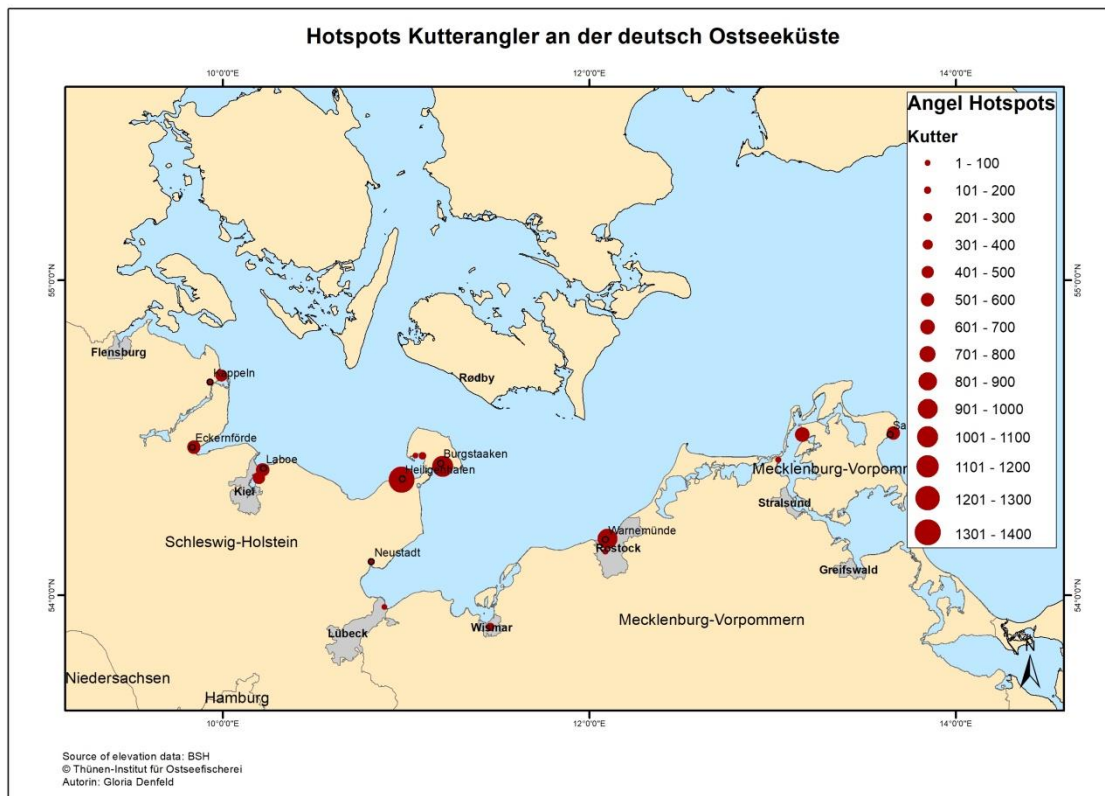 Hotspots Kutterangler an der deutsch Ostseeküste
10°0'0"E
12°0'0"E
14°0'0"E
Angel Hotspots
Kutter
1 - 100
101 - 200
201 - 300
301 - 400
401 - 500
501 - 600
601 - 700
701 - 800
801 - 900
901 - 1000
1001 - 1100
1101 - 1200
1201 - 1300
1301 - 1400
55°0'0"N
55°0'0"N
Flensburg
Kappeln
Rødby
Eckernförde
Laboe
Kiel
Burgstaaken
Heiligenhafen
Sa
Mecklenburg-Vorpomm
Stralsund
Schleswig-Holstein
Warnemünde
Rostock
Neustadt
Greifswald
54°0'0"N
54°0'0"N
Lübeck
Wismar
Mecklenburg-Vorpommern
Niedersachsen
Hamburg
10°0'0"E
12°0'0"E
14°0'0"E
Source of elevation data: BSH
© Thünen-Institut für Ostseefischerei
Autorin: Gloria Denfeld